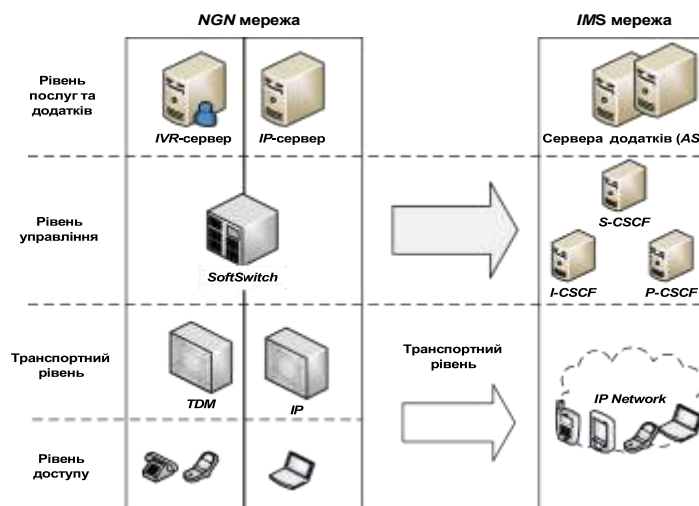 NGN мережа
IMS мережа
Рівень
послуг та
додатків
IVR-сервер
IP-сервер
Сервера додатків (AS
Рівень
управління
SoftSwitch
S-CSCF
I-CSCF
P-CSCF
Транспортний
рівень
TDM
IP
Транспортний
рівень
IP Network
Рівень
доступу